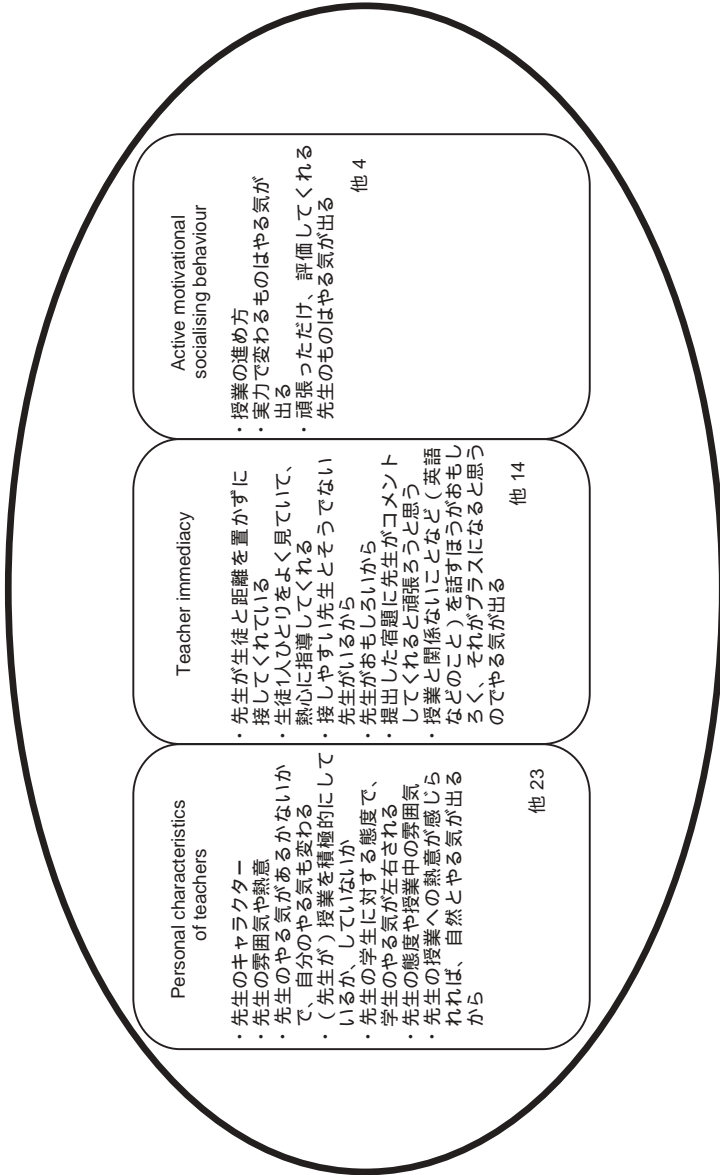 Personal characteristics
of teachers
・先生のキャラクター
・先生の雰囲気や熱意
・先生のやる気があるかないか
で、自分のやる気も変わる
・（先生が）授業を積極的にして
いるか、していないか
・先生の学生に対する態度で、
学生のやる気が左右される
・先生の態度や授業中の雰囲気
・先生の授業への熱意が感じら
れれば、自然とやる気が出る
から
他 23
Teacher immediacy
・先生が生徒と距離を置かずに
接してくれている
・生徒1人ひとりをよく見ていて、
熱心に指導してくれる
・接しやすい先生とそうでない
先生がいるから
・先生がおもしろいから
・提出した宿題に先生がコメント
してくれると頑張ろうと思う
・授業と関係ないことなど（英語
などのこと）を話すほうがおもし
ろく、それがプラスになると思う
のでやる気が出る
他 14
Active motivational
socialising behaviour
・授業の進め方
・実力で変わるものはやる気が
出る
・頑張っただけ、評価してくれる
先生のものはやる気が出る
他 4